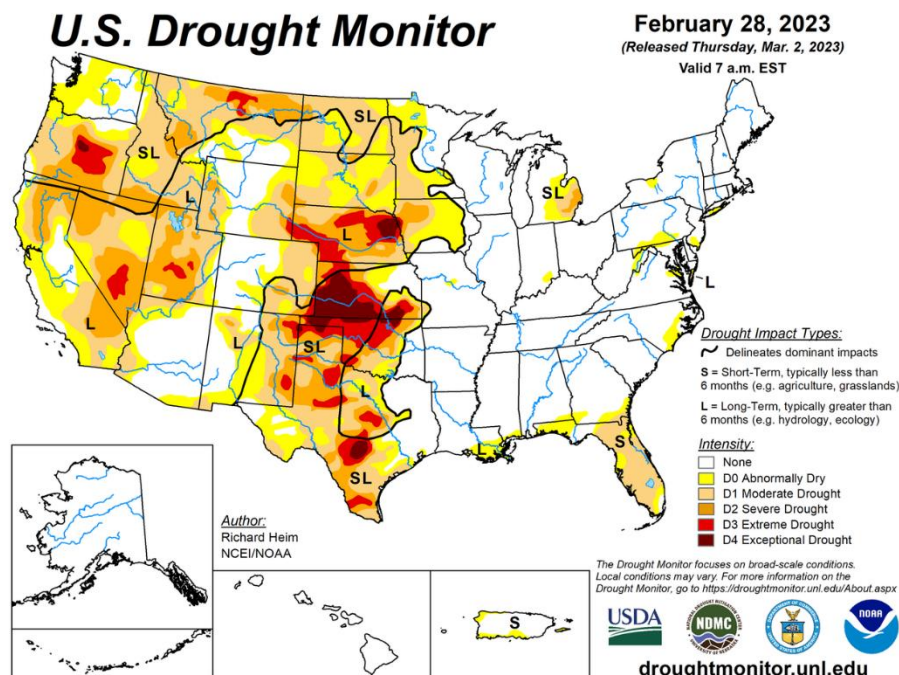 U.S. Drought Monitor
February 28, 2023
(Released Thursday, Mar. 2, 2023)
Valid 7 a.m. EST
SL
SL
SL
L
L
L
L
SL
L
SL
L
S
L
Drought Impact Types:
Delineates dominant impacts
S = Short-Term, typically less than
6 months (e.g. agriculture, grasslands)
L = Long-Term, typically greater than
6 months (e.g. hydrology, ecology)
Intensity:
None
D0 Abnormally Dry
D1 Moderate Drought
D2 Severe Drought
D3 Extreme Drought
D4 Exceptional Drought
Author:
Richard Heim
NCEI/NOAA
S
The Drought Monitor focuses on broad-scale conditions.
Local conditions may vary. For more information on the
Drought Monitor, go to https://droughtmonitor.unl.edu/About.aspx
USDA
NDMC
NOAA
droughtmonitor.unl.edu